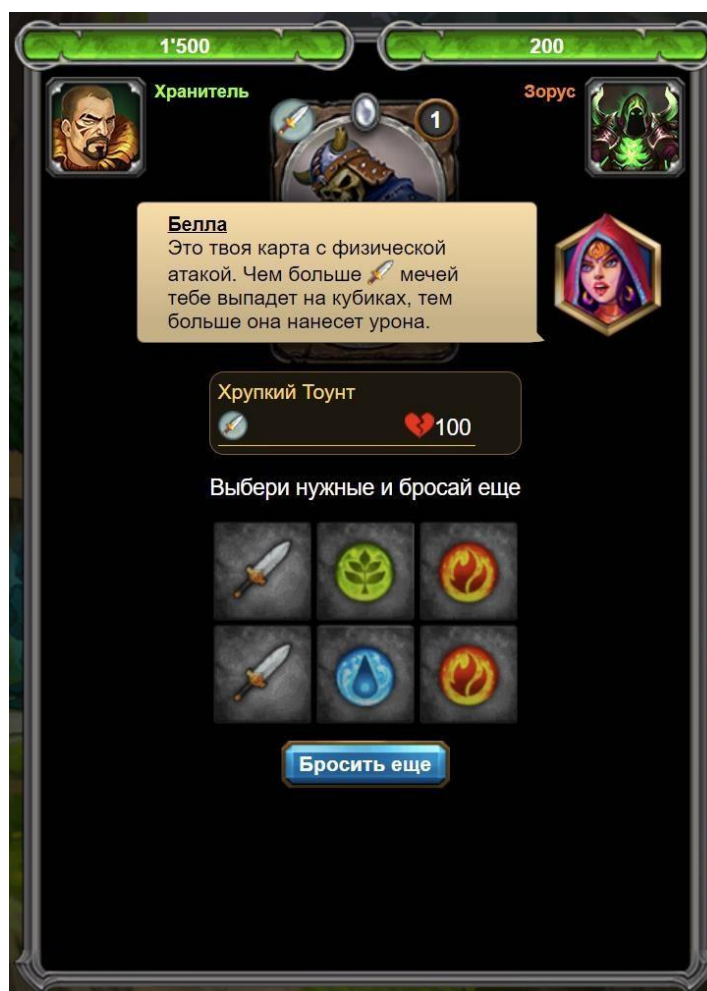 1'500
200
Хранитель
Зорус
1
Белла
Это твоя карта с физической
атакой. Чем больше мечей
тебе выпадет на кубиках, тем
больше она нанесет урона.
Хрупкий Тоунт
100
Выбери нужные и бросай еще
Бросить еще